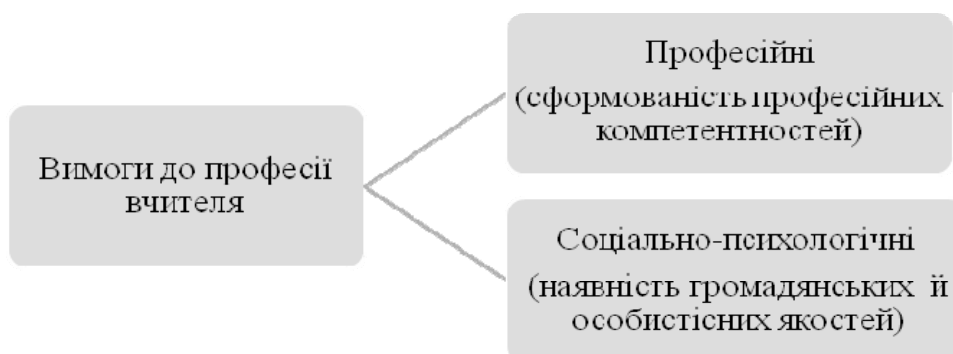 Вимоги до професії
вчителя
Професійні
(сформованість професійних
компетентностей)
Соціально-психологічні
(наявність громадянських й
особистісних якостей)